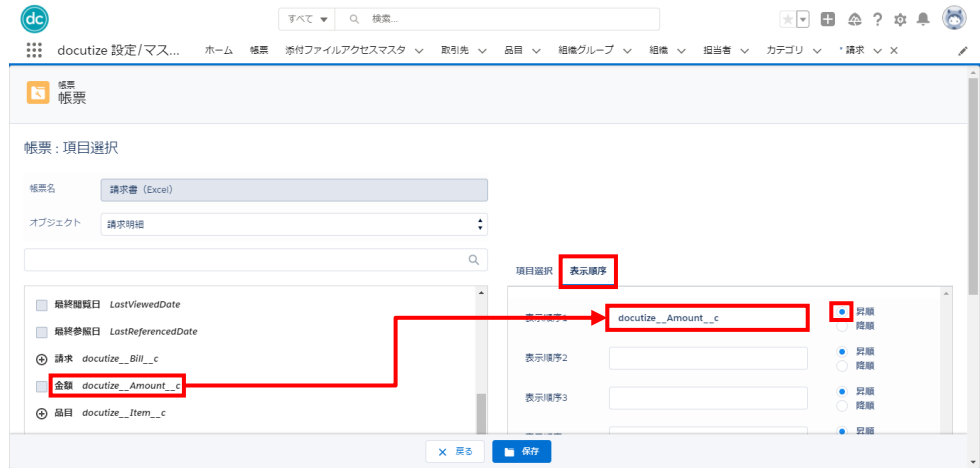 dc
すべて
検索...
docutize 設定/マス...
ホーム
帳票
添付ファイルアクセスマスタ
取引先
品目
組織グループ
組織
担当者
カテゴリ
* 請求
帳票
帳票
帳票 : 項目選択
帳票名
請求書（Excel）
オブジェクト
請求明細
項目選択
表示順序
最終閲覧日 LastViewedDate
最終参照日 LastReferencedDate
請求 docutize__Bill__c
金額 docutize__Amount__c
品目 docutize__Item__c
表示順序1
docutize__Amount__c
昇順
降順
表示順序2
昇順
降順
表示順序3
昇順
降順
昇順
戻る
保存